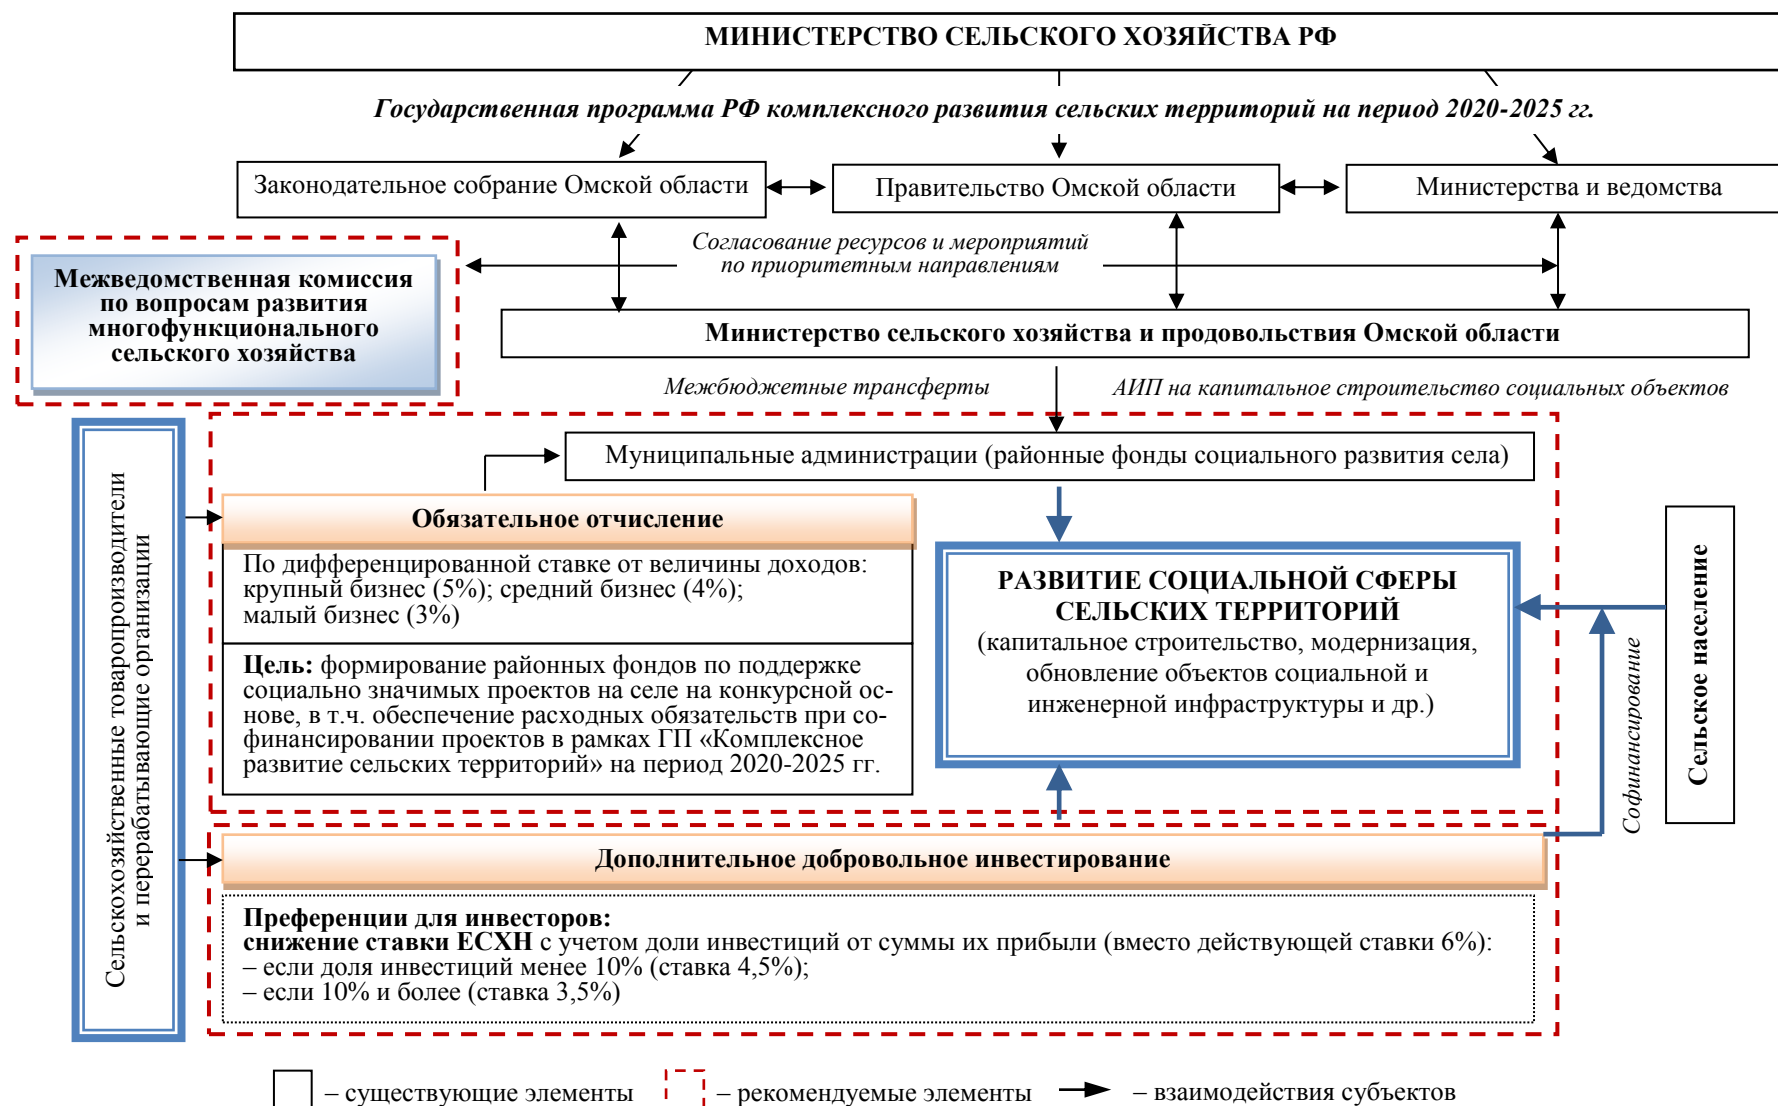 МИНИСТЕРСТВО СЕЛЬСКОГО ХОЗЯЙСТВА РФ
Государственная программа РФ комплексного развития сельских территорий на период 2020-2025 гг.
Законодательное собрание Омской области
Правительство Омской области
Министерства и ведомства
Согласование ресурсов и мероприятий
по приоритетным направлениям
Межведомственная комиссия
по вопросам развития
многофункционального
сельского хозяйства
Министерство сельского хозяйства и продовольствия Омской области
Межбюджетные трансферты
АИП на капитальное строительство социальных объектов
Сельскохозяйственные товаропроизводители
и перерабатывающие организации
Муниципальные администрации (районные фонды социального развития села)
Обязательное отчисление
По дифференцированной ставке от величины доходов:
крупный бизнес (5%); средний бизнес (4%);
малый бизнес (3%)
Цель: формирование районных фондов по поддержке
социально значимых проектов на селе на конкурсной ос-
нове, в т.ч. обеспечение расходных обязательств при со-
финансировании проектов в рамках ГП «Комплексное
развитие сельских территорий» на период 2020-2025 гг.
РАЗВИТИЕ СОЦИАЛЬНОЙ СФЕРЫ
СЕЛЬСКИХ ТЕРРИТОРИЙ
(капитальное строительство, модернизация,
обновление объектов социальной и
инженерной инфраструктуры и др.)
Софинансирование
Сельское население
Дополнительное добровольное инвестирование
Преференции для инвесторов:
снижение ставки ЕСХН с учетом доли инвестиций от суммы их прибыли (вместо действующей ставки 6%):
– если доля инвестиций менее 10% (ставка 4,5%);
– если 10% и более (ставка 3,5%)
– существующие элементы
– рекомендуемые элементы
– взаимодействия субъектов